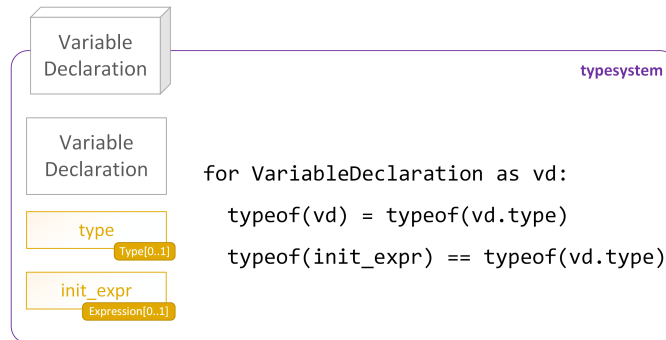 Variable
Declaration
typesystem
Variable
Declaration
for VariableDeclaration as vd:
typeof(vd) = typeof(vd.type)
type
Type[0..1]
typeof(init_expr) == typeof(vd.type)
init_expr
Expression[0..1]